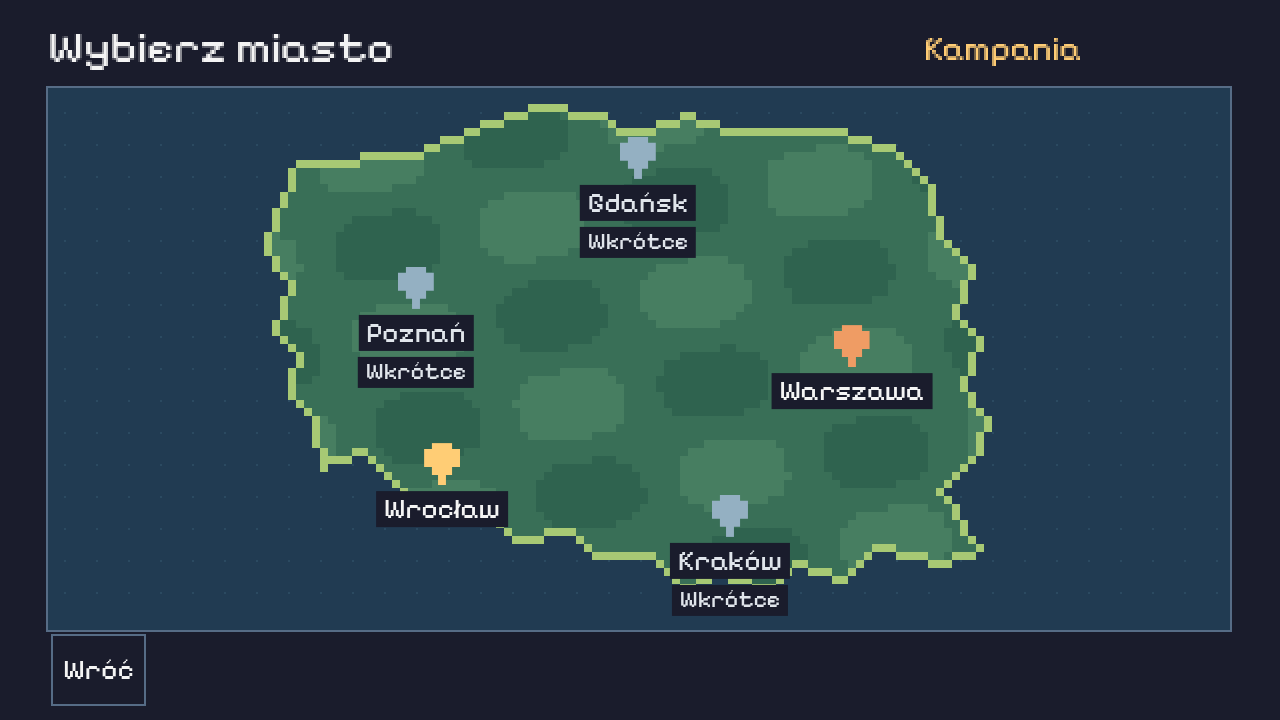 Wybierz miasto
Kampania
Gdańsk
Wkrótce
Poznań
Wkrótce
Warszawa
Wrocław
Kraków
Wkrótce
Wróć